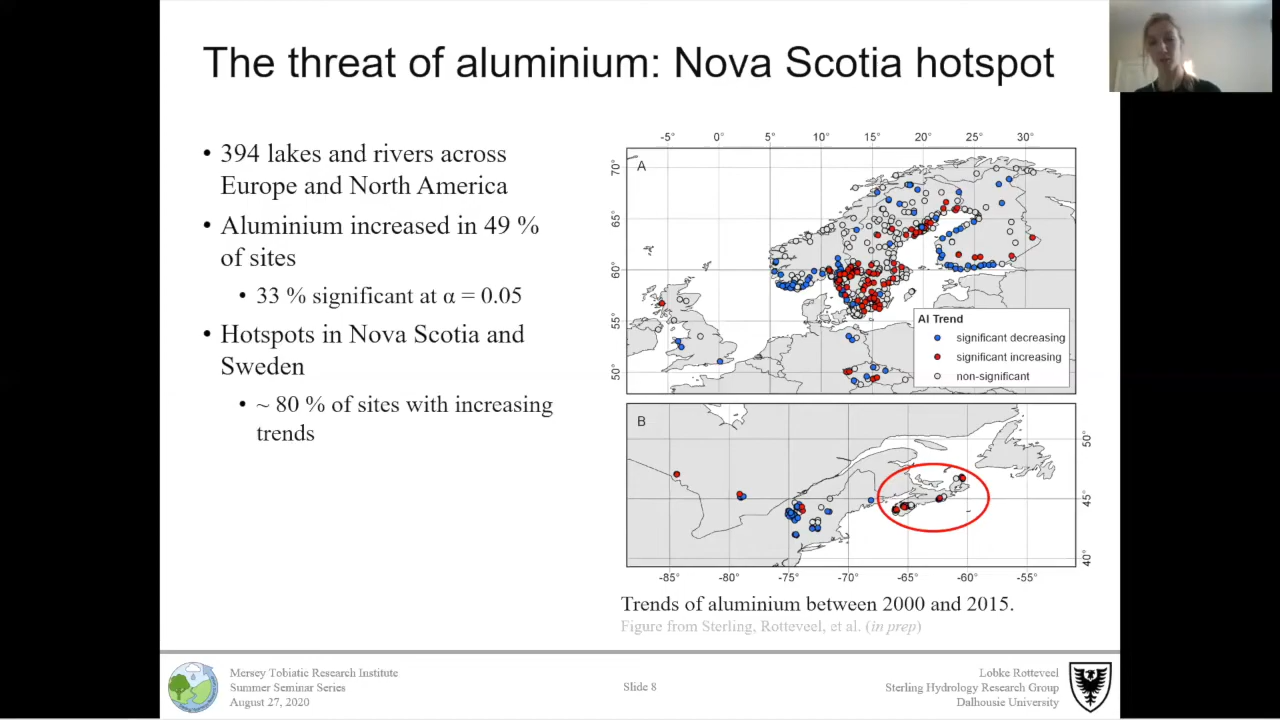 The threat of aluminium: Nova Scotia hotspot
• 394 lakes and rivers across
Europe and North America
• Aluminium increased in 49 %
of sites
• 33 % significant at α = 0.05
• Hotspots in Nova Scotia and
Sweden
• ~ 80 % of sites with increasing
trends
-5° 0° 5° 10° 15° 20° 25° 30°
A
70°
65°
60°
55°
50°
Al Trend
significant decreasing
significant increasing
non-significant
B
50°
45°
40°
-85° -80° -75° -70° -65° -60° -55°
Trends of aluminium between 2000 and 2015.
Figure from Sterling, Rotteveel, et al. (in prep)
Mersey Tobiatic Research Institute
Summer Seminar Series
August 27, 2020
Slide 8
Lobke Rotteveel
Sterling Hydrology Research Group
Dalhousie University